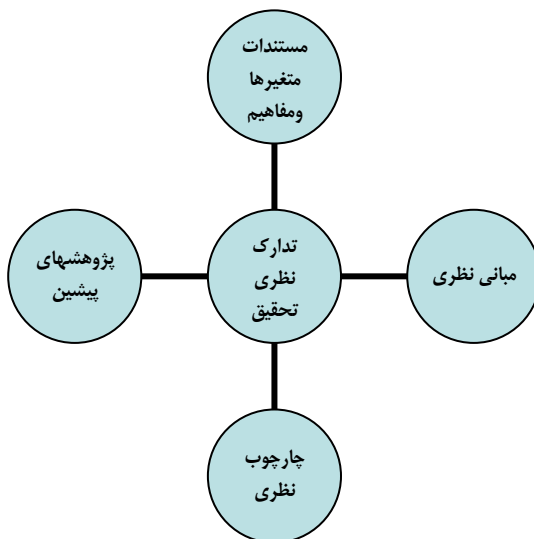 مستندات
متغیرها
ومفاهیم
تدارک
نظری
تحقیق
مبانی نظری
پژوهشهای
پیشین
چارچوب
نظری